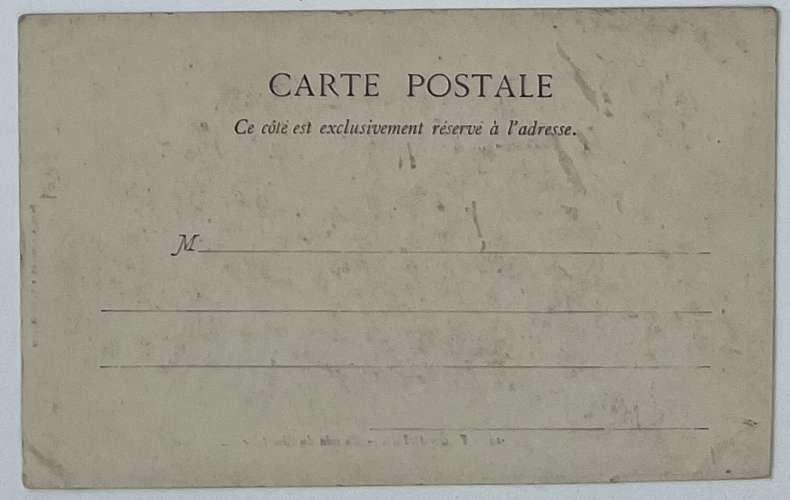 CARTE POSTALE
Ce côté est exclusivement réservé à l'adresse.
M